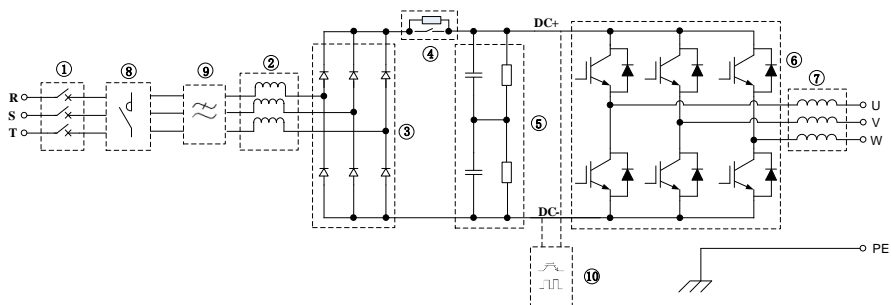 ① ⑧ ⑨ ② ③ ④ DC+ ⑤ ⑥ ⑦
R
S
T
U
V
W
DC-
PE
⑩